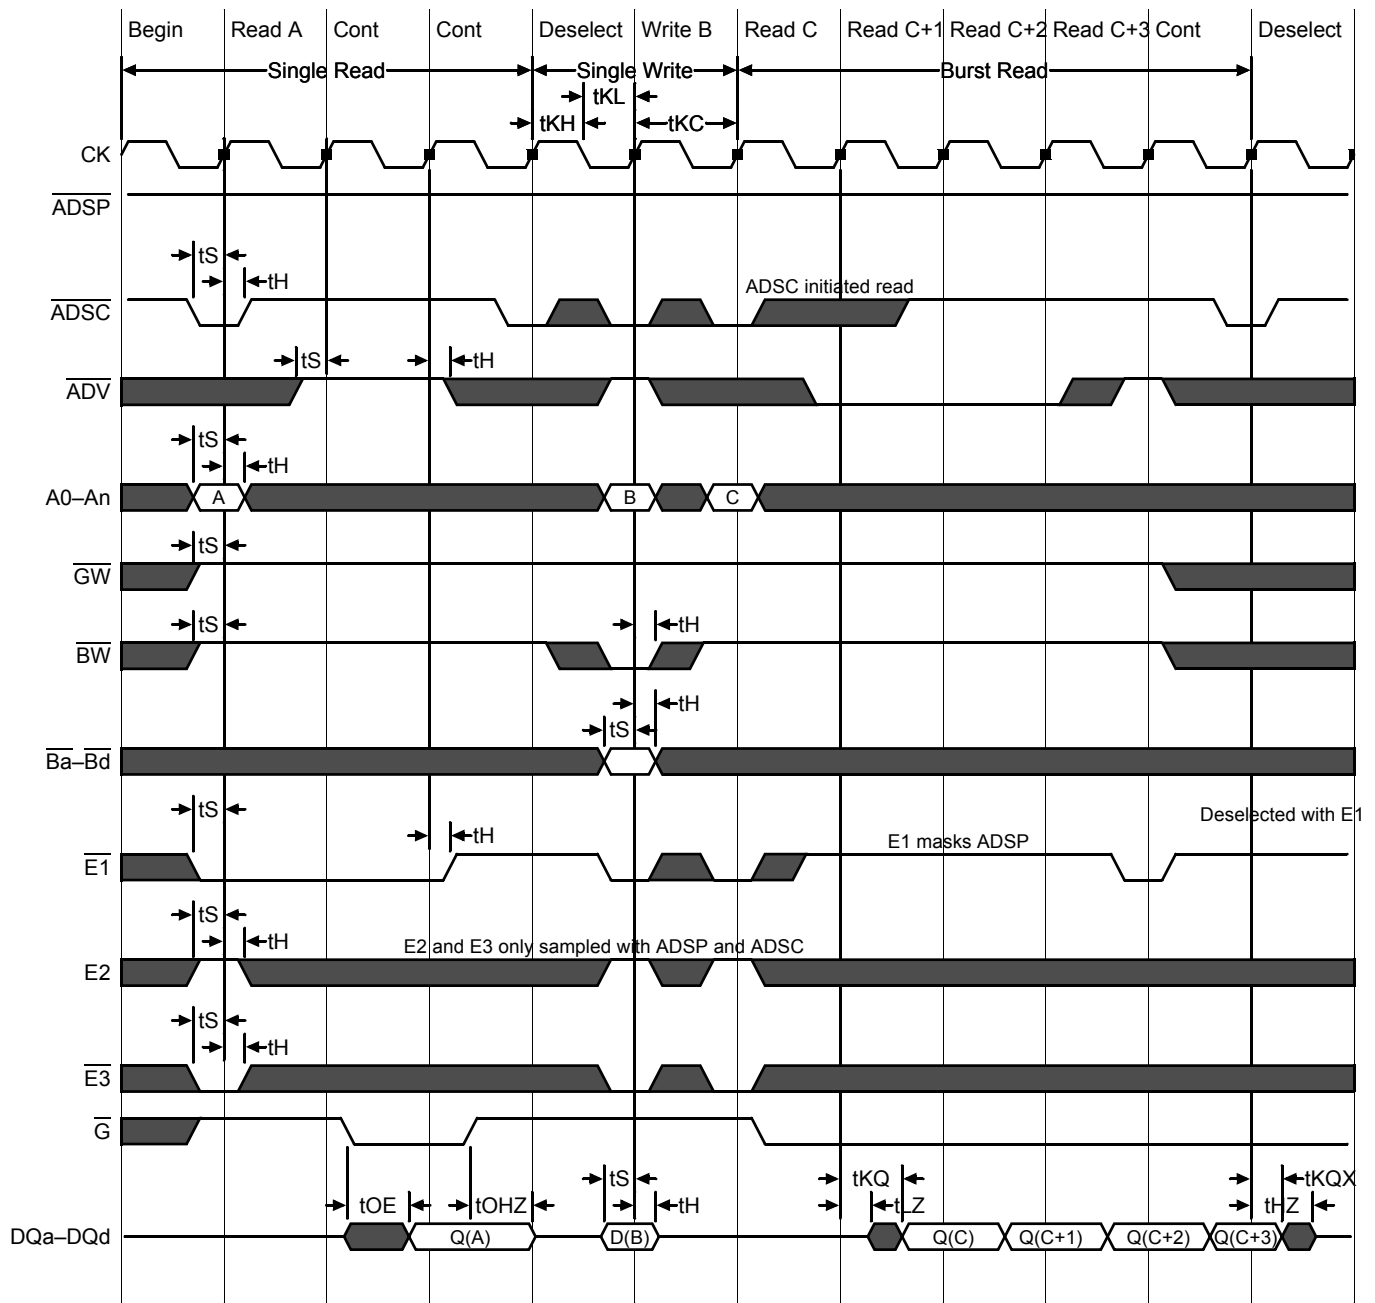 Begin Read A Cont Cont Deselect Write B Read C Read C+1 Read C+2 Read C+3 Cont Deselect
Single Read Single Write Burst Read
tKL
tKH tKC
CK
ADSP
tS
tH
ADSC initiated read
ADSC
tS tH
ADV
tS
tH
A0–An A B C
tS
GW
tS tH
BW
tH
tS
Ba–Bd
tS
Deselected with E1
tH
E1 masks ADSP
E1
tS
tH
E2 and E3 only sampled with ADSP and ADSC
E2
tS
tH
E3
G
tS tKQ tKQX
tOE tOHZ tH tLZ tHZ
DQa–DQd Q(A) D(B) Q(C) Q(C+1) Q(C+2) Q(C+3)